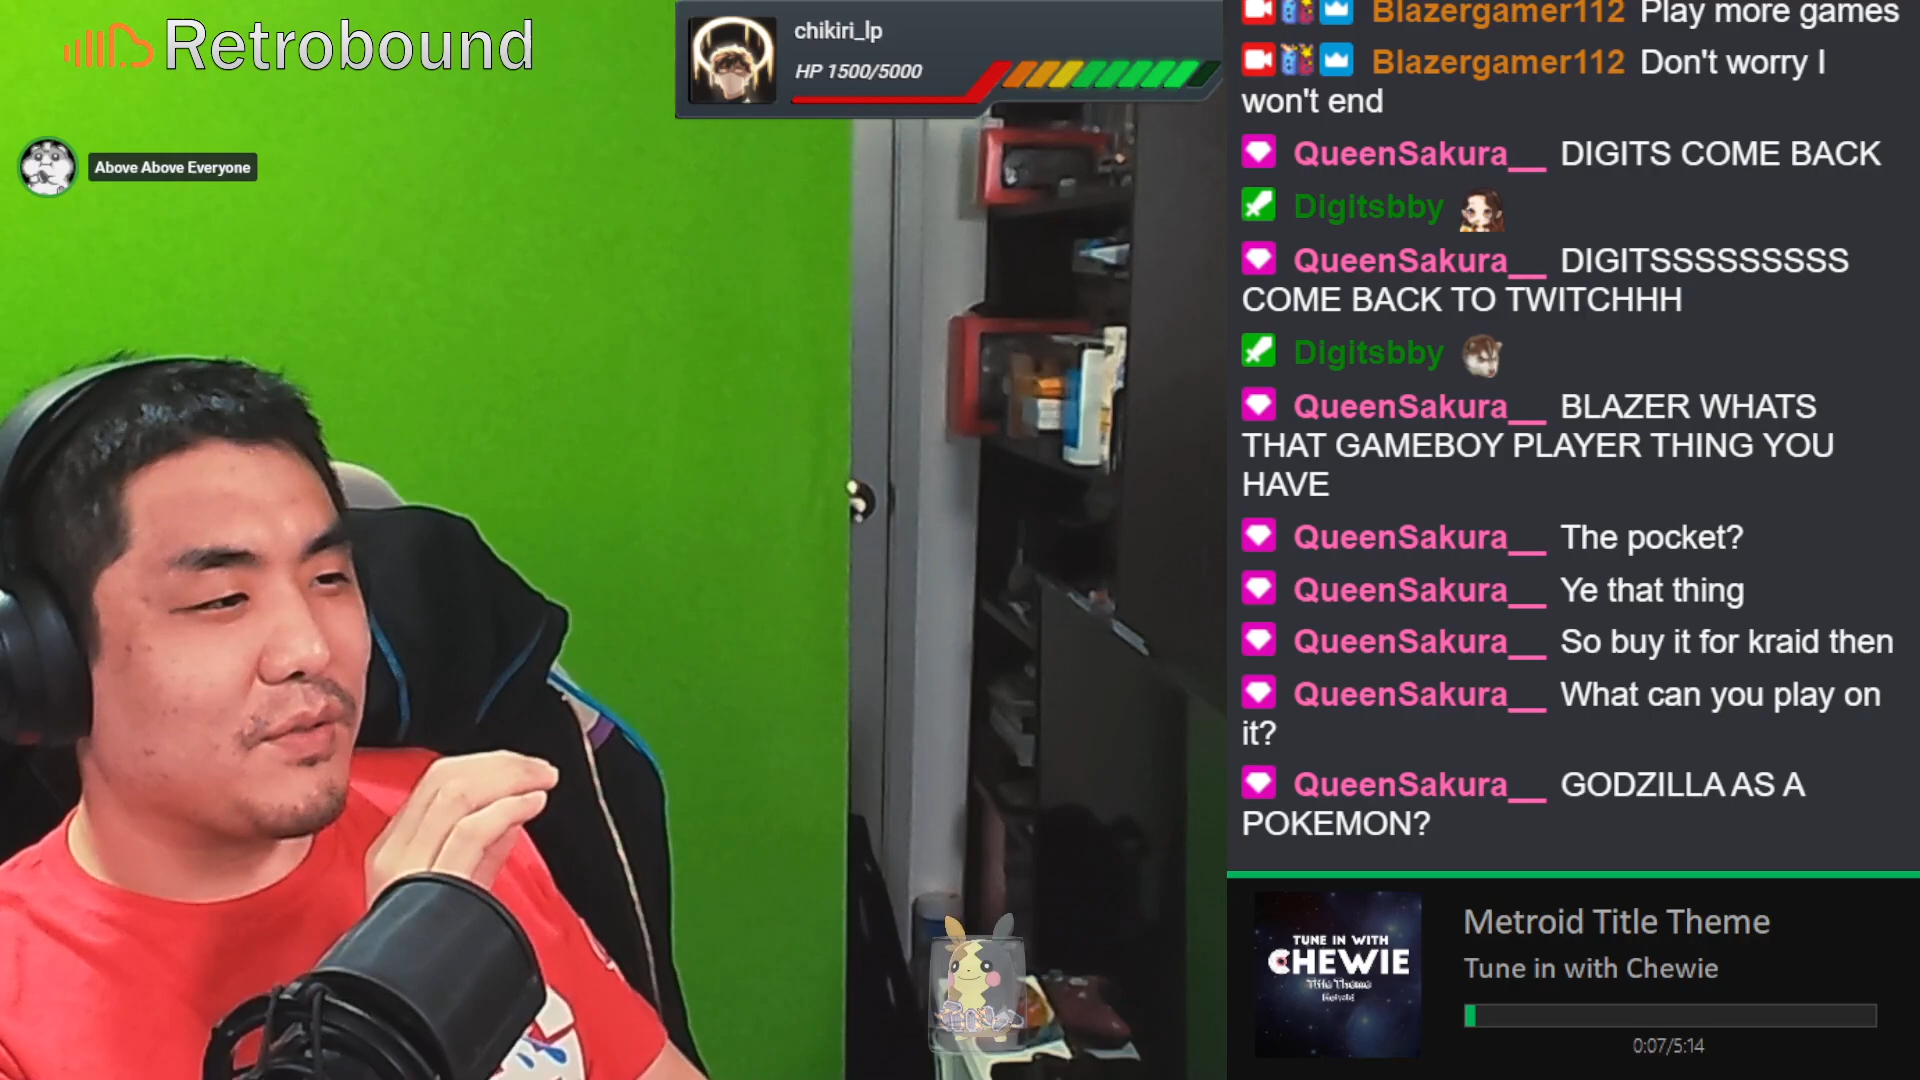 Retrobound
chikiri_lp
HP 1500/5000
Above Above Everyone
Blazergamer112 Play more games
Blazergamer112 Don't worry I
won't end
QueenSakura__ DIGITS COME BACK
Digitsbby
QueenSakura__ DIGITSSSSSSSSS
COME BACK TO TWITCHHH
Digitsbby
QueenSakura__ BLAZER WHATS
THAT GAMEBOY PLAYER THING YOU
HAVE
QueenSakura__ The pocket?
QueenSakura__ Ye that thing
QueenSakura__ So buy it for kraid then
QueenSakura__ What can you play on
it?
QueenSakura__ GODZILLA AS A
POKEMON?
TUNE IN WITH
CHEWIE
Title Theme
Metroid Title Theme
Tune in with Chewie
0:07/5:14